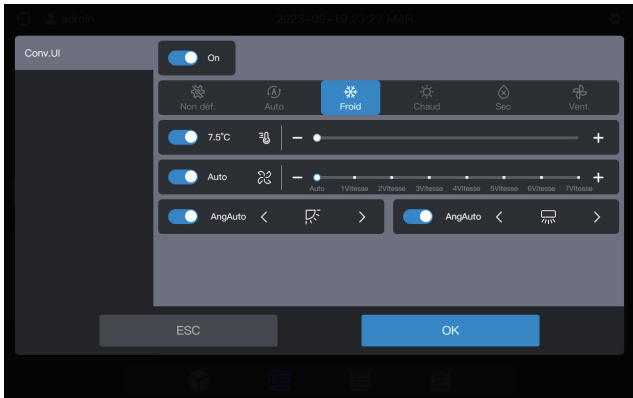 admin
2023-09-19 23:27 MAR.
Conv.UI
On
Non déf.
Auto
Froid
Chaud
Sec
Vent.
7.5°C
Auto
Auto 1Vitesse 2Vitesse 3Vitesse 4Vitesse 5Vitesse 6Vitesse 7Vitesse
AngAuto
AngAuto
ESC
OK